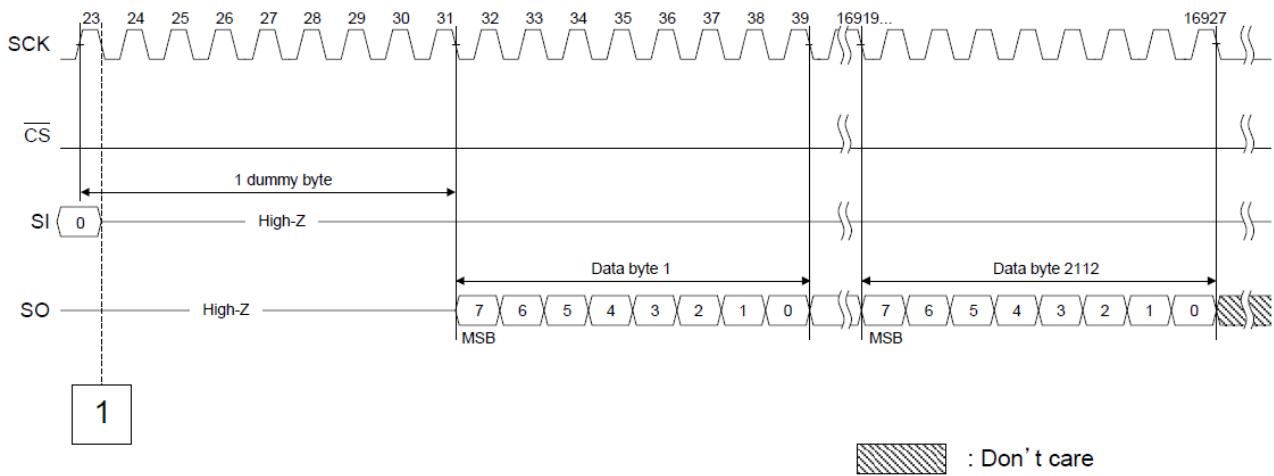 23 24 25 26 27 28 29 30 31 32 33 34 35 36 37 38 39 16919... 16927
SCK
CS
1 dummy byte
SI 0 High-Z
Data byte 1 Data byte 2112
SO High-Z 7 6 5 4 3 2 1 0 7 6 5 4 3 2 1 0
MSB MSB
1
: Don't care